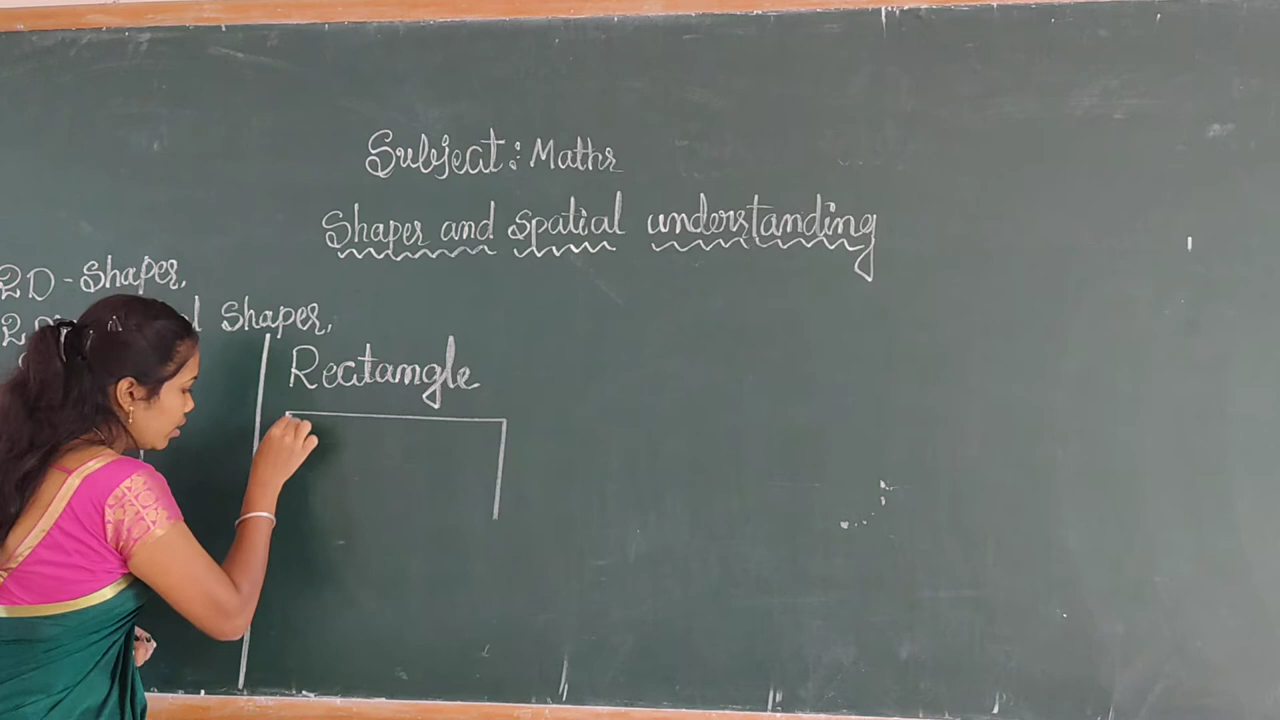 Subject: Maths
Shapes and spatial understanding
2D - Shapes,
Shapes,
Rectangle